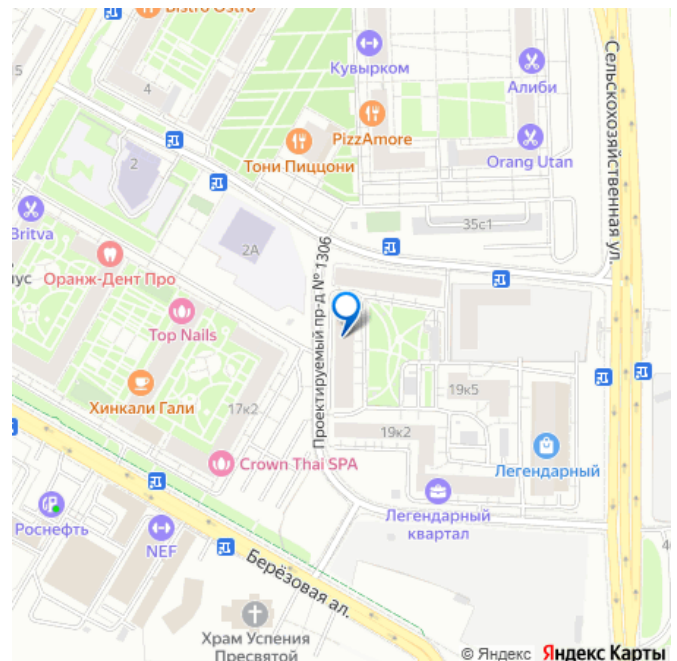 Bistro Ostro
Кувырком
Алиби
4
5
PizzAmore
Тони Пиццони
Orang Utan
Сельскохозяйственная ул.
2
Britva
2А
35с1
Проектируемый пр-д № 1306
Оранж-Дент Про
Top Nails
Хинкали Гали
17к2
19к5
19к2
Crown Thai SPA
Легендарный
Роснефть
NEF
Легендарный
квартал
Берёзовая ал.
Храм Успения
Пресвятой
© Яндекс Яндекс Карты